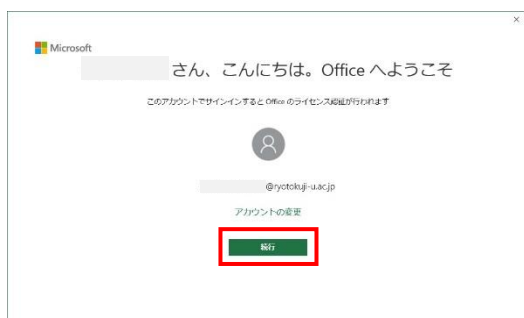 Microsoft
さん、こんにちは。Office へようこそ
このアカウントでサインインすると Office のライセンス認証が行われます
@ryotokuji-u.ac.jp
アカウントの変更
続行